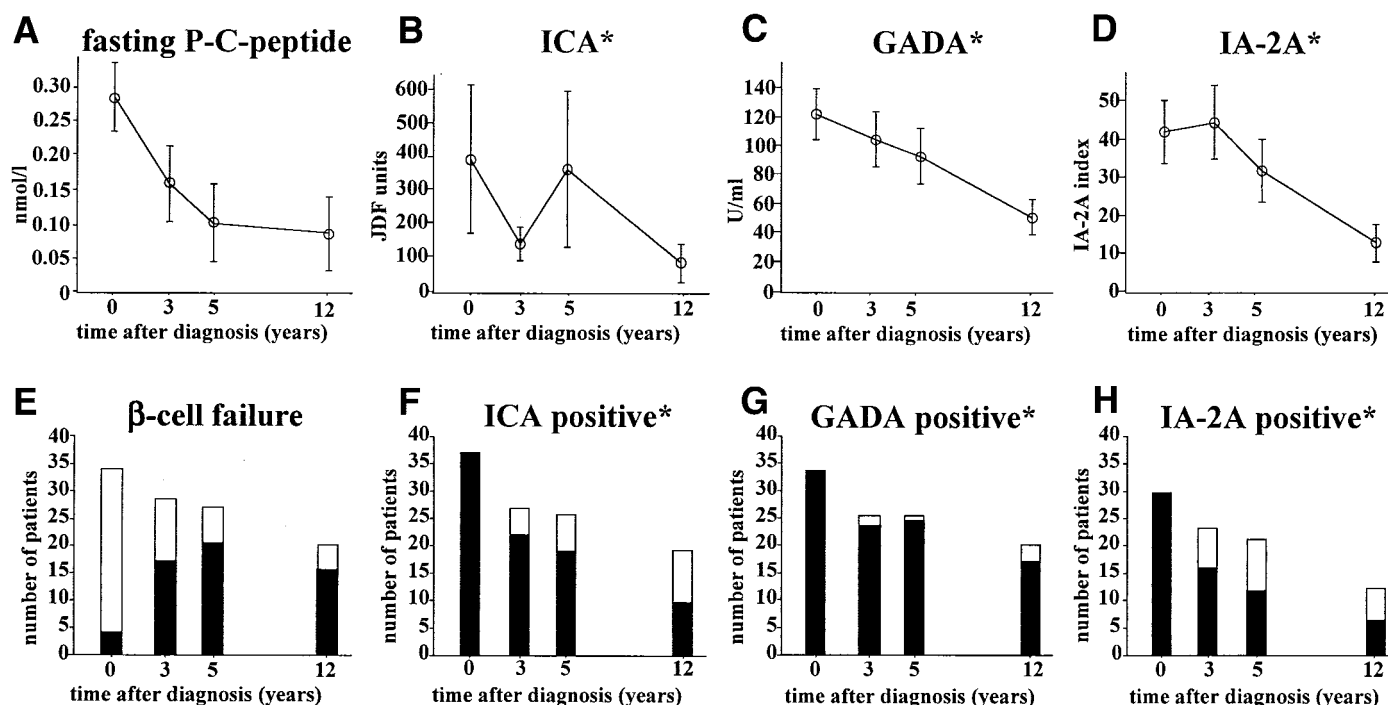 A fasting P-C-peptide
0.30
0.25
0.20
0.15
0.10
0.05
0
nmol/l
0 3 5 12
time after diagnosis (years)
B ICA*
600
500
400
300
200
100
0
JDF units
0 3 5 12
time after diagnosis (years)
C GADA*
140
120
100
80
60
40
20
0
U/ml
0 3 5 12
time after diagnosis (years)
D IA-2A*
50
40
30
20
10
0
IA-2A index
0 3 5 12
time after diagnosis (years)
E β-cell failure
40
35
30
25
20
15
10
5
0
number of patients
0 3 5 12
time after diagnosis (years)
F ICA positive*
40
35
30
25
20
15
10
5
0
number of patients
0 3 5 12
time after diagnosis (years)
G GADA positive*
40
35
30
25
20
15
10
5
0
number of patients
0 3 5 12
time after diagnosis (years)
H IA-2A positive*
40
35
30
25
20
15
10
5
0
number of patients
0 3 5 12
time after diagnosis (years)